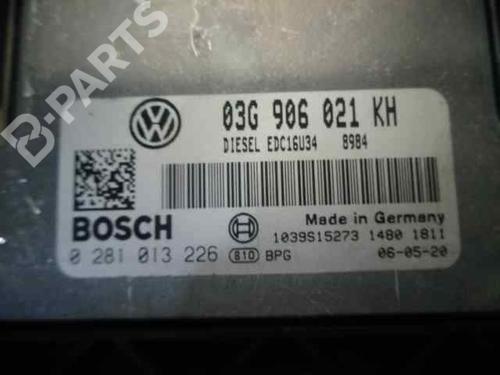 B-PARTS
03G 906 021 KH
DIESEL EDC16U34 8984
BOSCH
Made in Germany
1039S15273 1480 1811
0 281 013 226 810 BPG 06-05-20